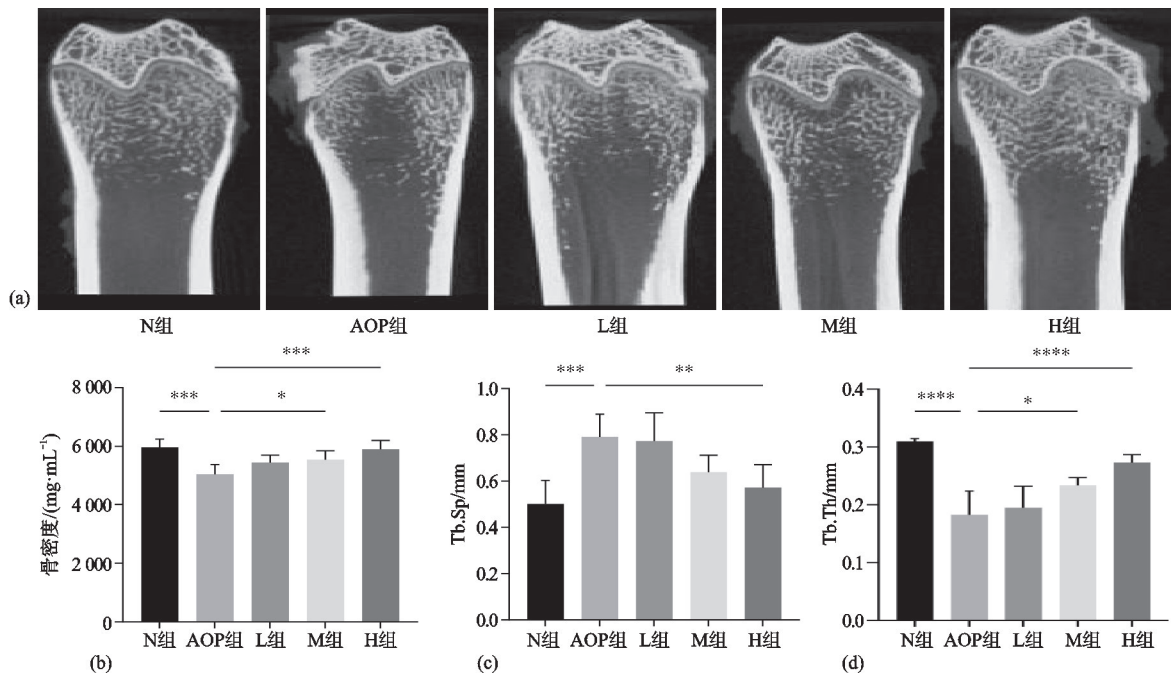 (a)
N组
AOP组
L组
M组
H组
骨密度/(mg·mL⁻¹)
8 000
6 000
4 000
2 000
0
***
***
*
N组
AOP组
L组
M组
H组
(b)
Tb.Sp/mm
1.0
0.8
0.6
0.4
0.2
0.0
***
**
N组
AOP组
L组
M组
H组
(c)
Tb.Th/mm
0.4
0.3
0.2
0.1
0.0
****
****
*
N组
AOP组
L组
M组
H组
(d)